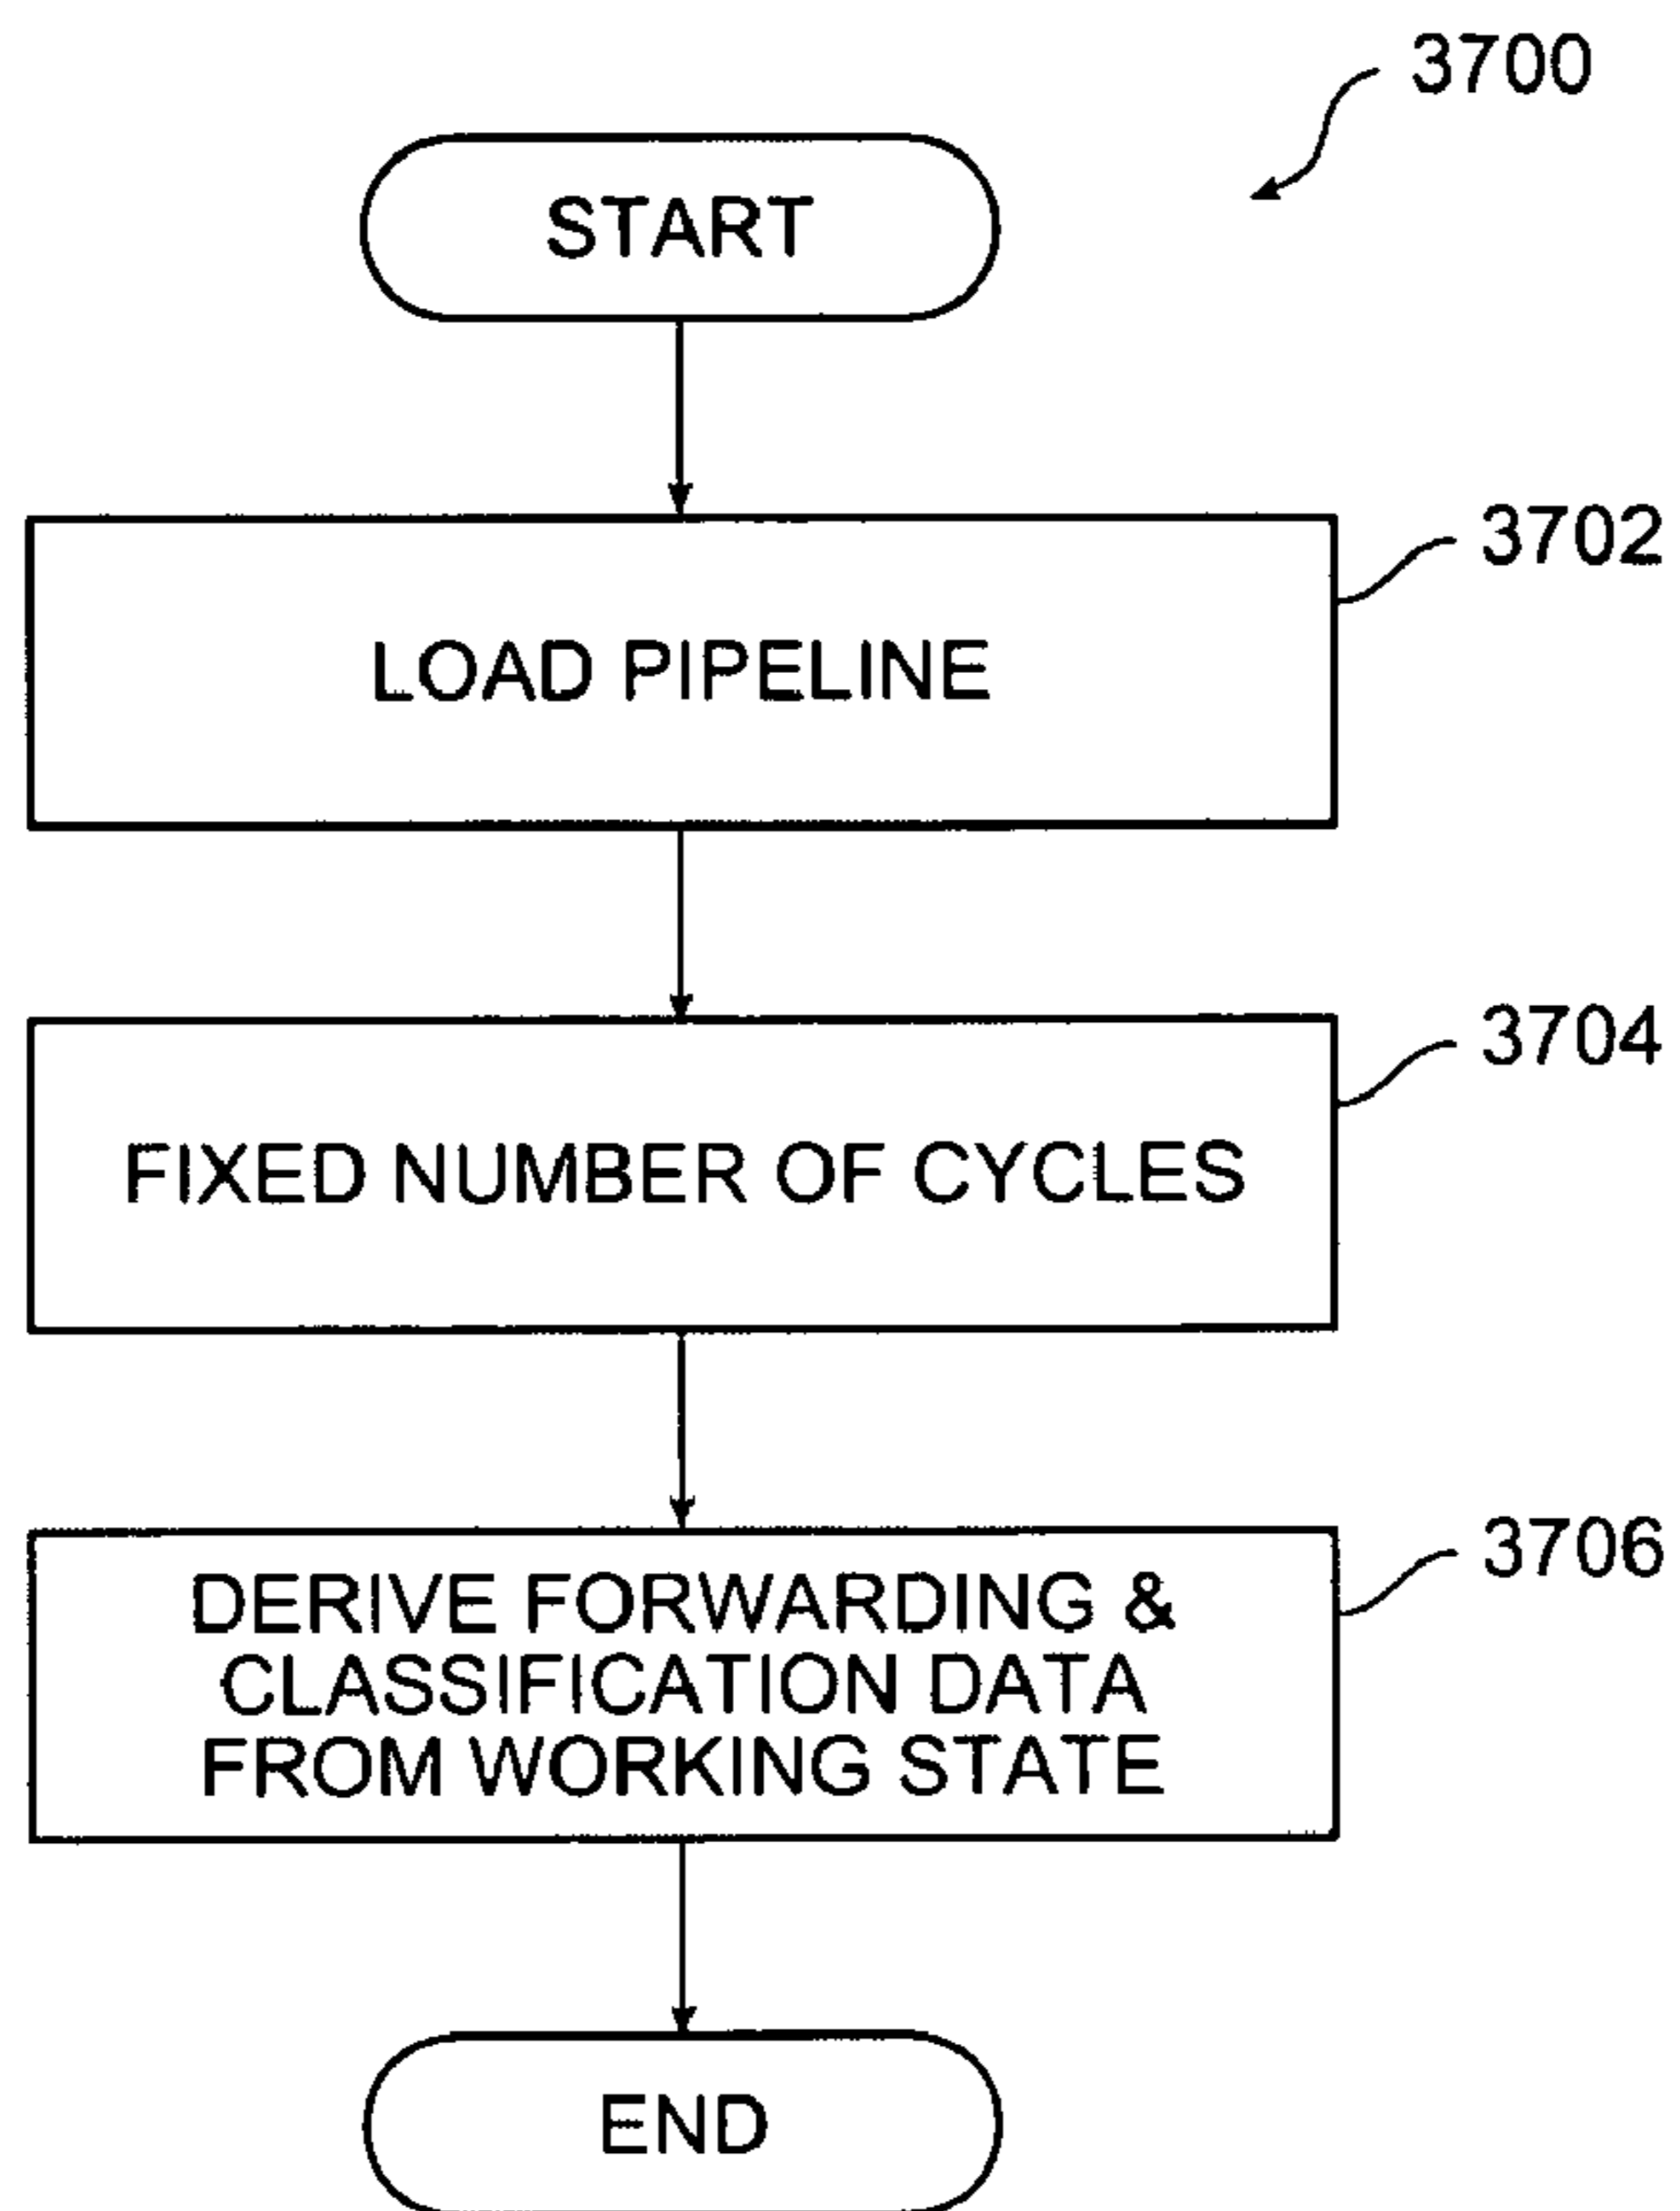 3700
START
3702
LOAD PIPELINE
3704
FIXED NUMBER OF CYCLES
3706
DERIVE FORWARDING &
CLASSIFICATION DATA
FROM WORKING STATE
END